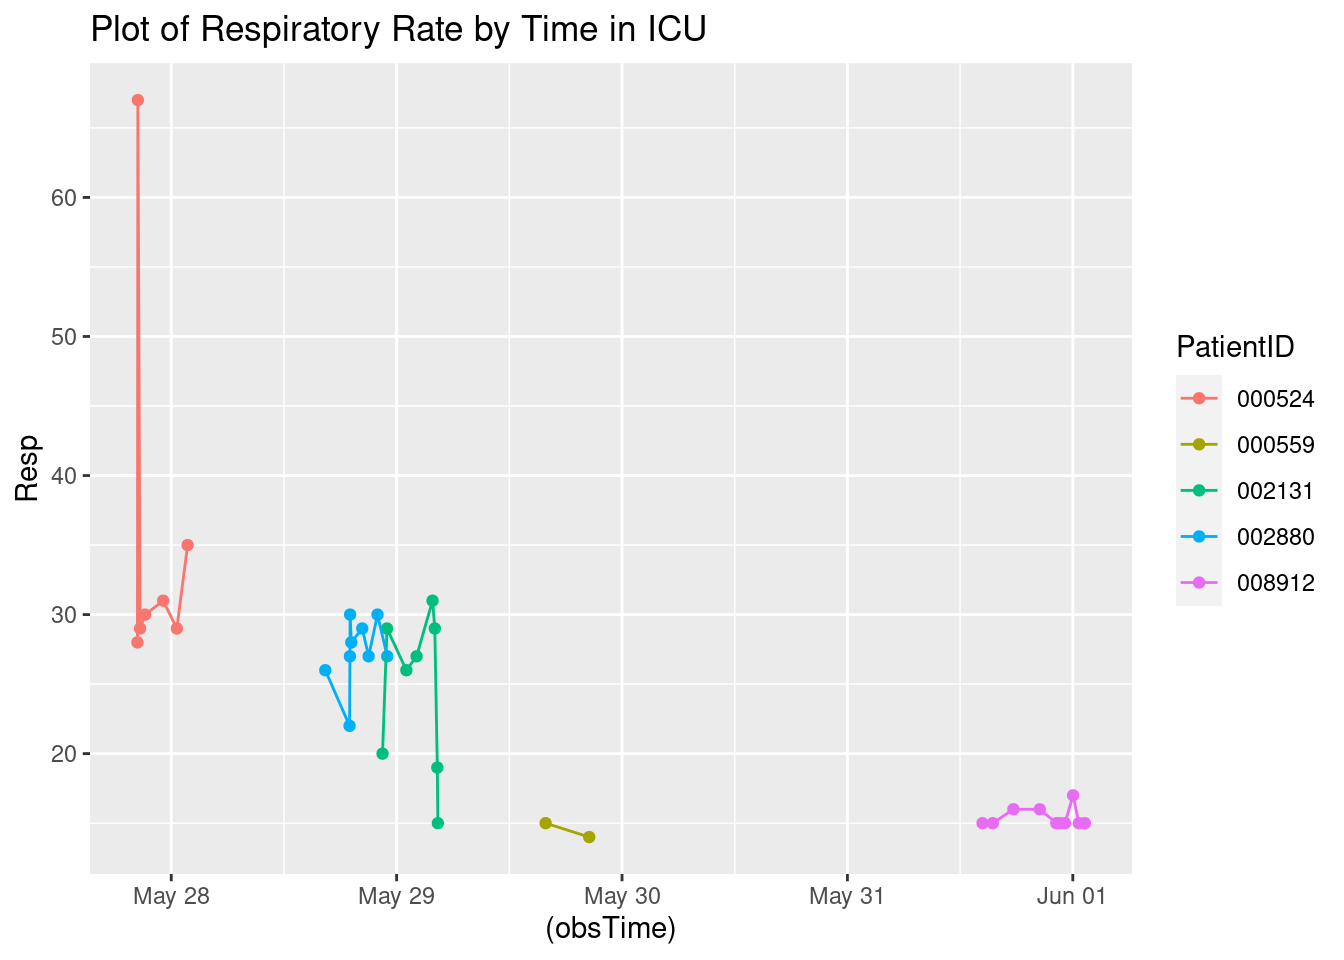 Plot of Respiratory Rate by Time in ICU
60
50
40
30
20
Resp
May 28
May 29
May 30
May 31
Jun 01
(obsTime)
PatientID
000524
000559
002131
002880
008912